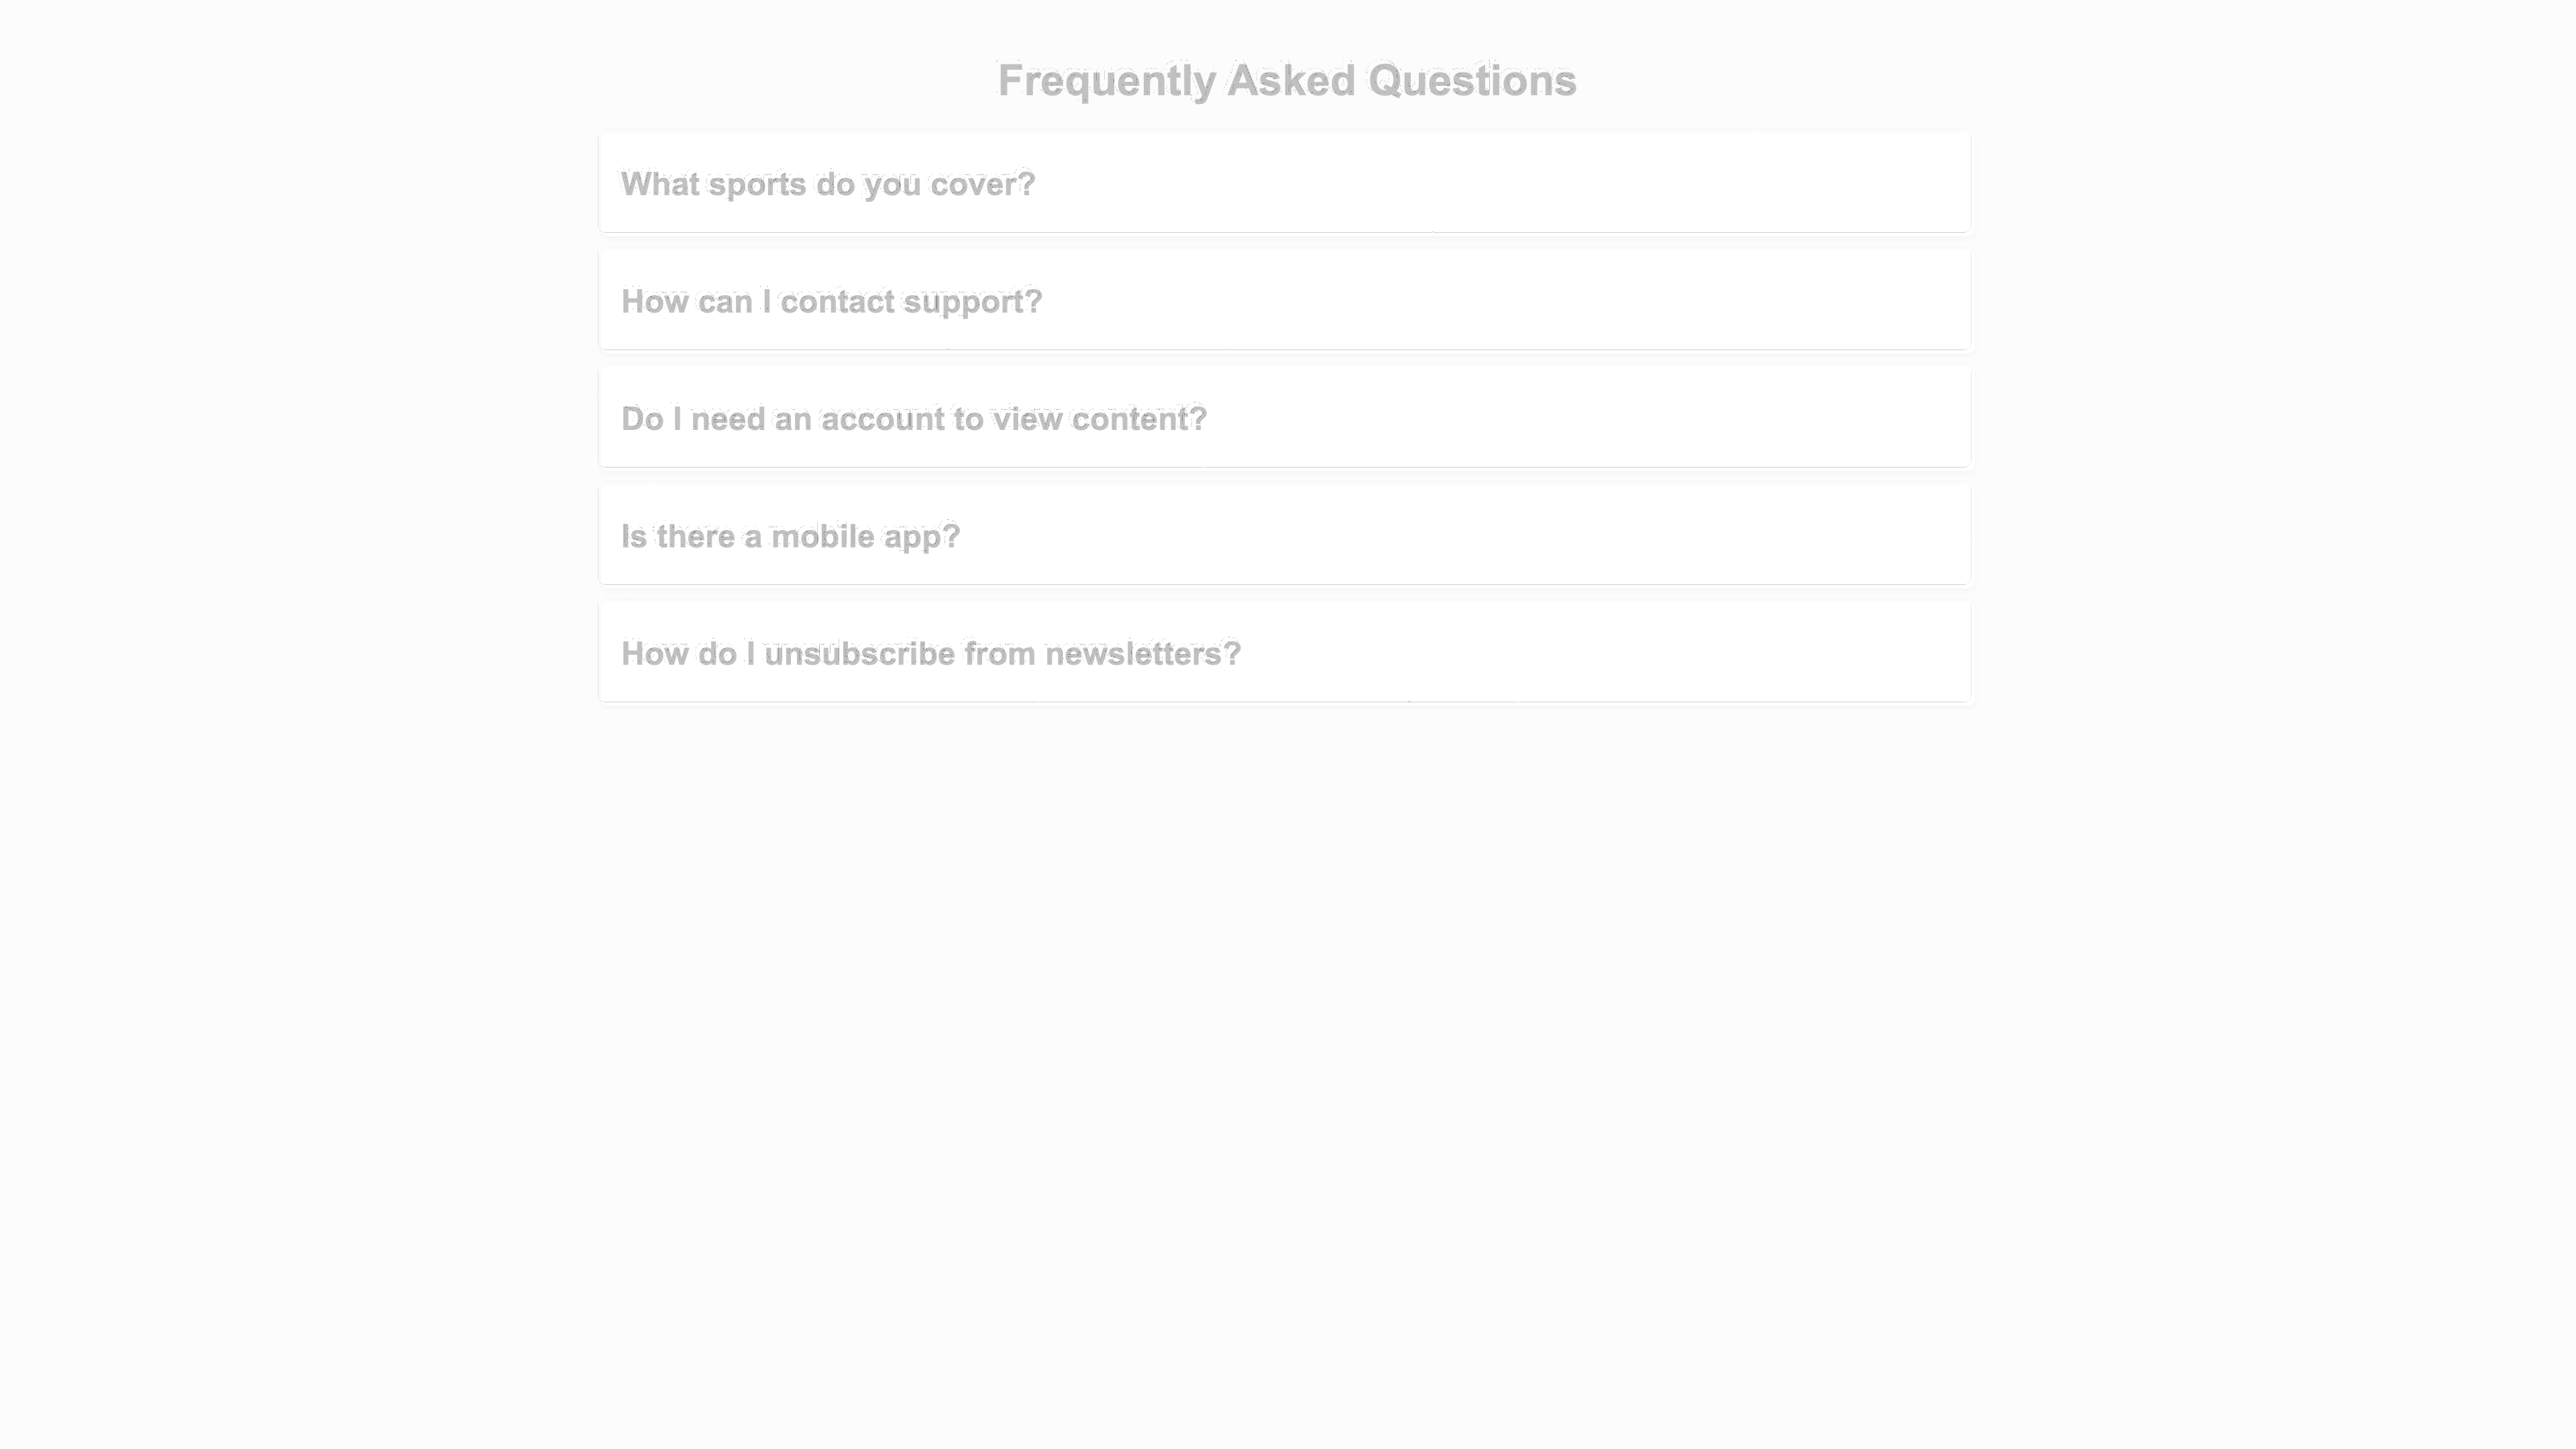 Frequently Asked Questions
What sports do you cover?
How can I contact support?
Do I need an account to view content?
Is there a mobile app?
How do I unsubscribe from newsletters?